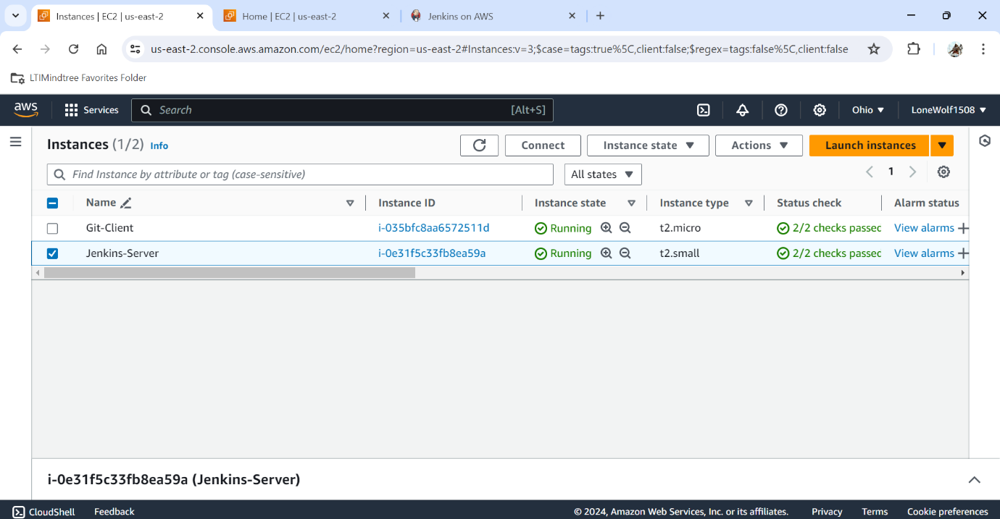 Instances | EC2 | us-east-2
Home | EC2 | us-east-2
Jenkins on AWS
us-east-2.console.aws.amazon.com/ec2/home?region=us-east-2#Instances:v=3;$case=tags:true%5C,client:false;$regex=tags:false%5C,client:false
LTIMindtree Favorites Folder
aws Services Search [Alt+S] Ohio LoneWolf1508
Instances (1/2) Info Connect Instance state Actions Launch instances
Find Instance by attribute or tag (case-sensitive) All states 1
Name Instance ID Instance state Instance type Status check Alarm status
Git-Client i-035bfc8aa6572511d Running t2.micro 2/2 checks passed View alarms
Jenkins-Server i-0e31f5c33fb8ea59a Running t2.small 2/2 checks passed View alarms
i-0e31f5c33fb8ea59a (Jenkins-Server)
CloudShell Feedback © 2024, Amazon Web Services, Inc. or its affiliates. Privacy Terms Cookie preferences